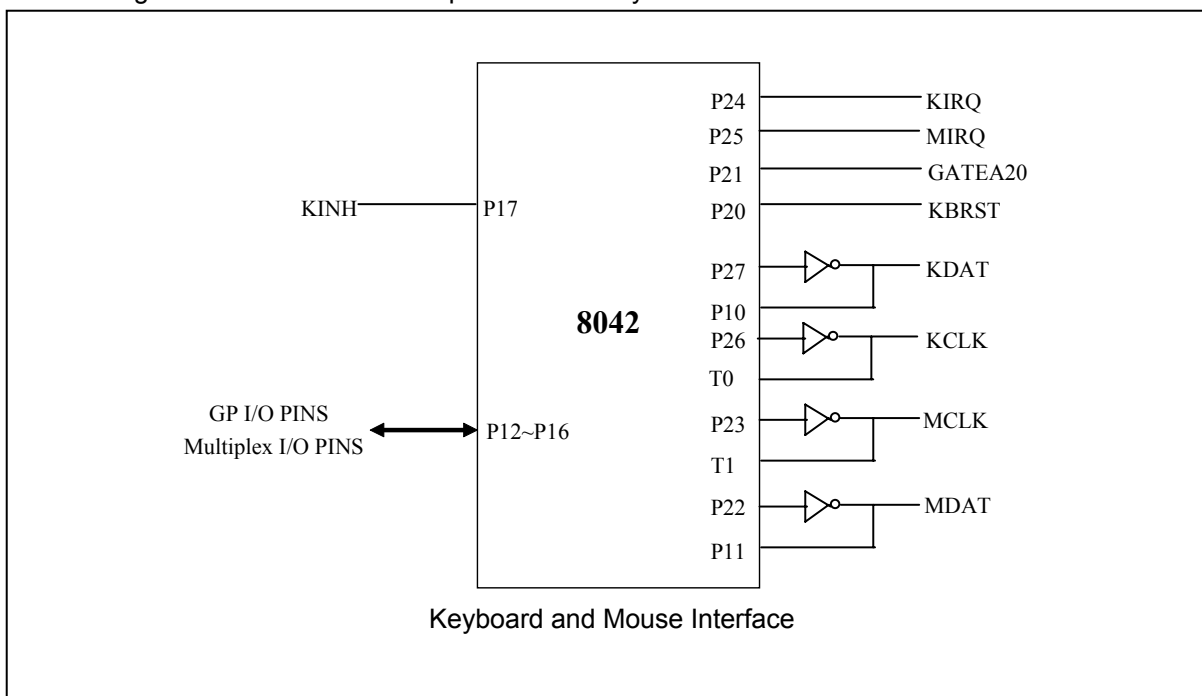 P24 KIRQ
P25 MIRQ
P21 GATEA20
KINH P17 P20 KBRST
P27 KDAT
P10
8042
P26 KCLK
T0
GP I/O PINS
Multiplex I/O PINS
P12~P16
P23 MCLK
T1
P22 MDAT
P11
Keyboard and Mouse Interface